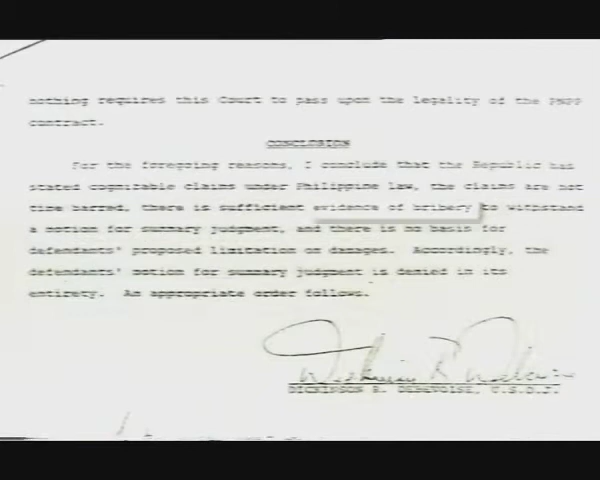 nothing requires this Court to pass upon the legality of the PNPP
contract.
CONCLUSION
For the foregoing reasons, I conclude that the Republic has
stated cognizable claims under Philippine law, the claims are not
time barred, there is sufficient evidence of bribery to withstand
a motion for summary judgment, and there is no basis for
defendants' proposed limitation on damages. Accordingly, the
defendants' motion for summary judgment is denied in its
entirety. An appropriate order follows.
DICKINSON R. DEBEVOISE, U.S.D.J.